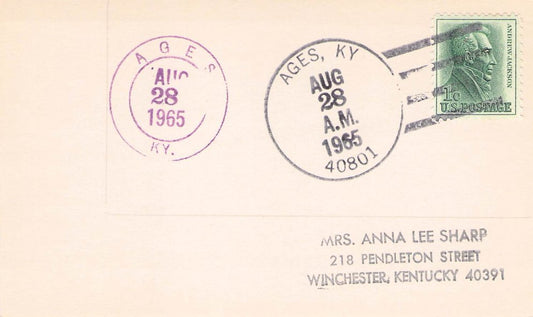 AGES
AUG
28
1965
KY.
AGES, KY
AUG
28
A.M.
1965
40801
ANDREW JACKSON
1c
U.S. POSTAGE
MRS. ANNA LEE SHARP
218 PENDLETON STREET
WINCHESTER, KENTUCKY 40391